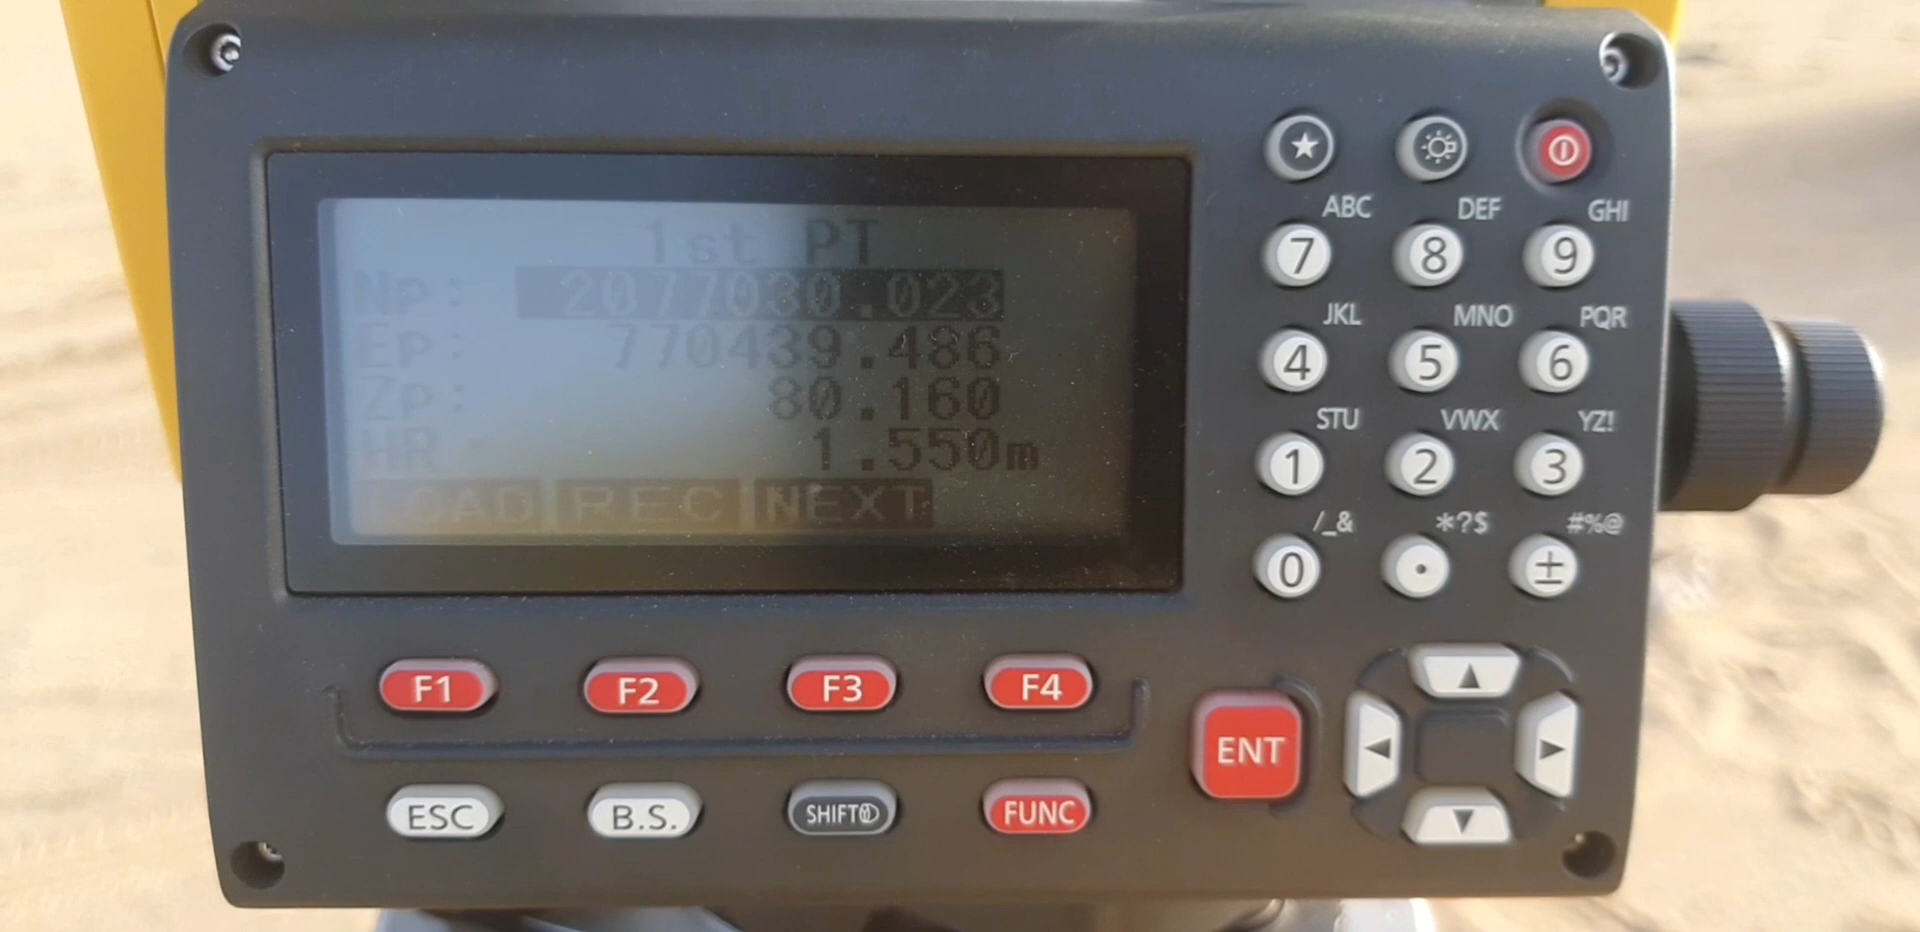 1st PT
Np: 2077030.023
Ep: 770439.486
Zp: 80.160
HR 1.550m
LOAD REC NEXT
ABC DEF GHI
7 8 9
JKL MNO PQR
4 5 6
STU VWX YZ!
1 2 3
/_& *?$ #%@
0 • ±
F1 F2 F3 F4
ENT
ESC B.S. SHIFT FUNC